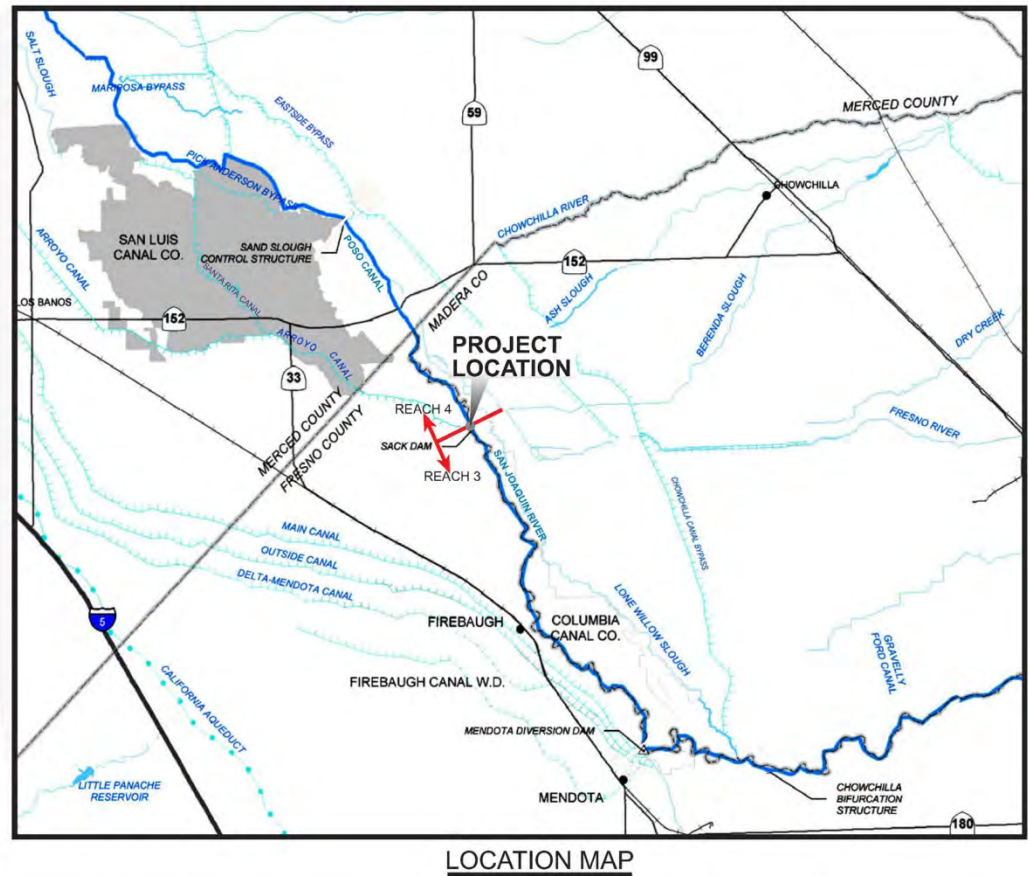 SALT SLOUGH
MARIPOSA BYPASS
EASTSIDE BYPASS
99
59
MERCED COUNTY
PICK ANDERSON BYPASS
CHOWCHILLA
CHOWCHILLA RIVER
SAN LUIS
CANAL CO.
SAND SLOUGH
CONTROL STRUCTURE
POSO CANAL
ARROYO CANAL
SANTA RITA CANAL
152
ASH SLOUGH
BERENDA SLOUGH
LOS BANOS
152
MADERA CO
DRY CREEK
ARROYO CANAL
33
PROJECT
LOCATION
REACH 4
SACK DAM
REACH 3
FRESNO RIVER
MERCED COUNTY
FRESNO COUNTY
SAN JOAQUIN RIVER
CHOWCHILLA CANAL BYPASS
MAIN CANAL
OUTSIDE CANAL
DELTA-MENDOTA CANAL
LONE WILLOW SLOUGH
5
FIREBAUGH
COLUMBIA
CANAL CO.
GRAVELLY
FORD CANAL
CALIFORNIA AQUEDUCT
FIREBAUGH CANAL W.D.
MENDOTA DIVERSION DAM
LITTLE PANACHE
RESERVOIR
MENDOTA
CHOWCHILLA
BIFURCATION
STRUCTURE
180
LOCATION MAP